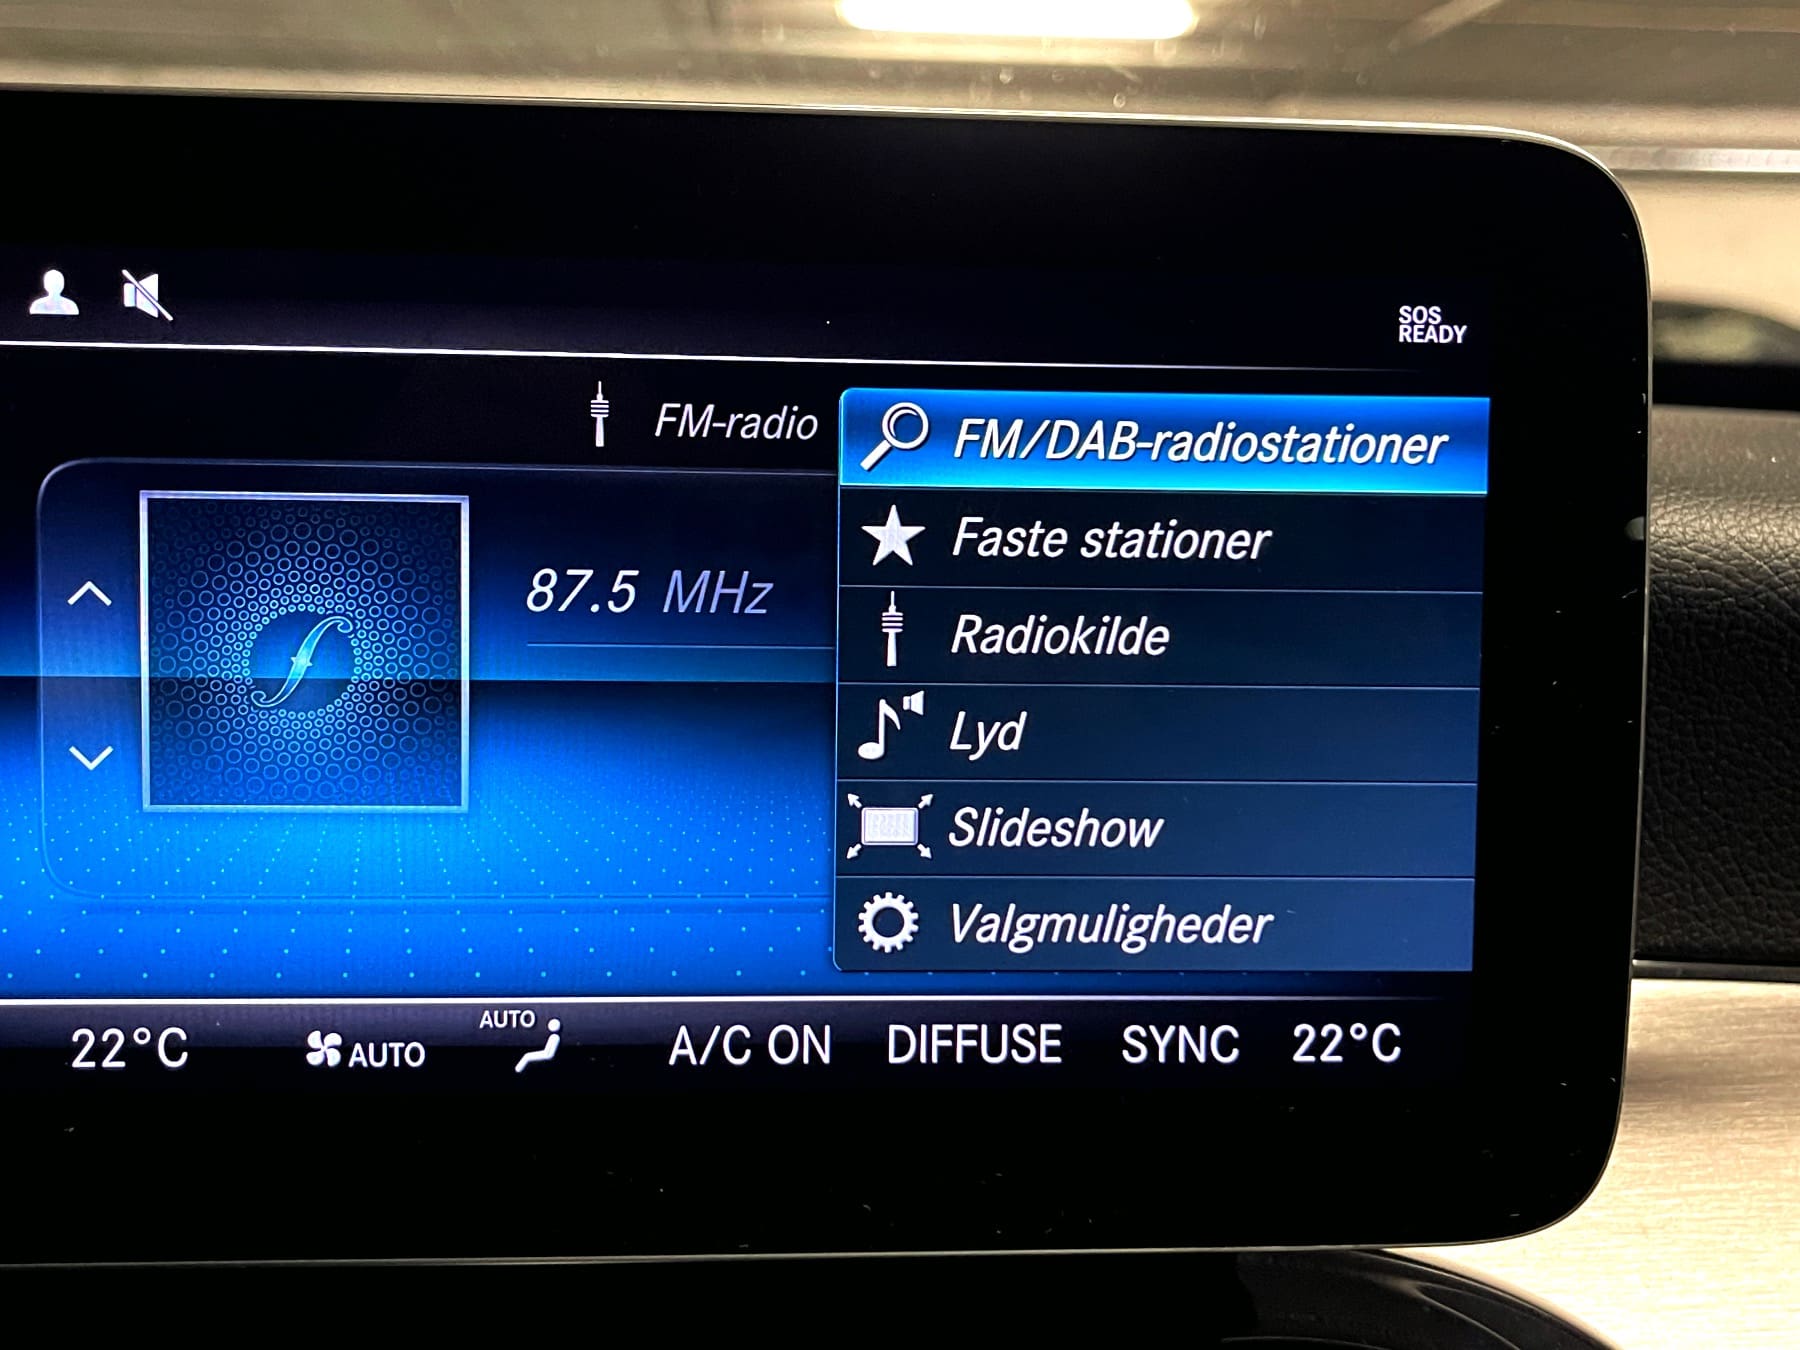 SOS
READY
FM-radio
87.5 MHz
FM/DAB-radiostationer
Faste stationer
Radiokilde
Lyd
Slideshow
Valgmuligheder
22°C AUTO AUTO A/C ON DIFFUSE SYNC 22°C